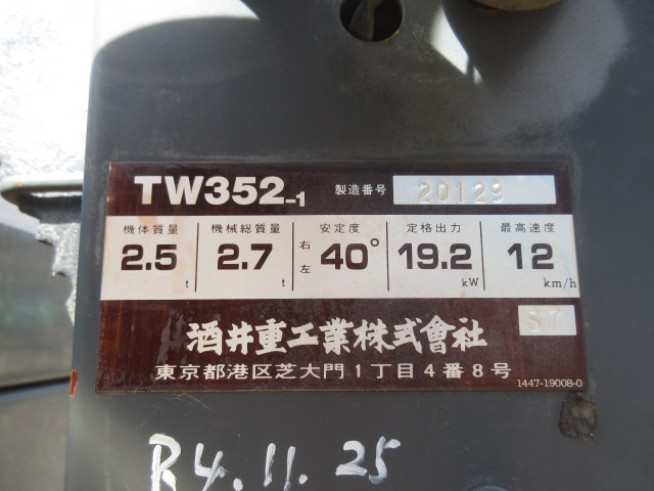 TW352-1 製造番号 20129
機体質量 機械総質量 安定度 定格出力 最高速度
2.5 t 2.7 t 右左 40° 19.2 kW 12 km/h
酒井重工業株式會社 S7
東京都港区芝大門1丁目4番8号
1447-19008-0
R4.11.25